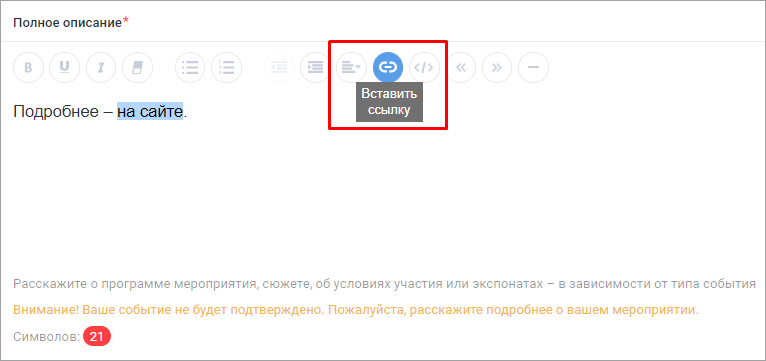 Полное описание*
B U I </> « » —
Вставить
ссылку
Подробнее – на сайте.
Расскажите о программе мероприятия, сюжете, об условиях участия или экспонатах – в зависимости от типа события
Внимание! Ваше событие не будет подтверждено. Пожалуйста, расскажите подробнее о вашем мероприятии.
Символов: 21